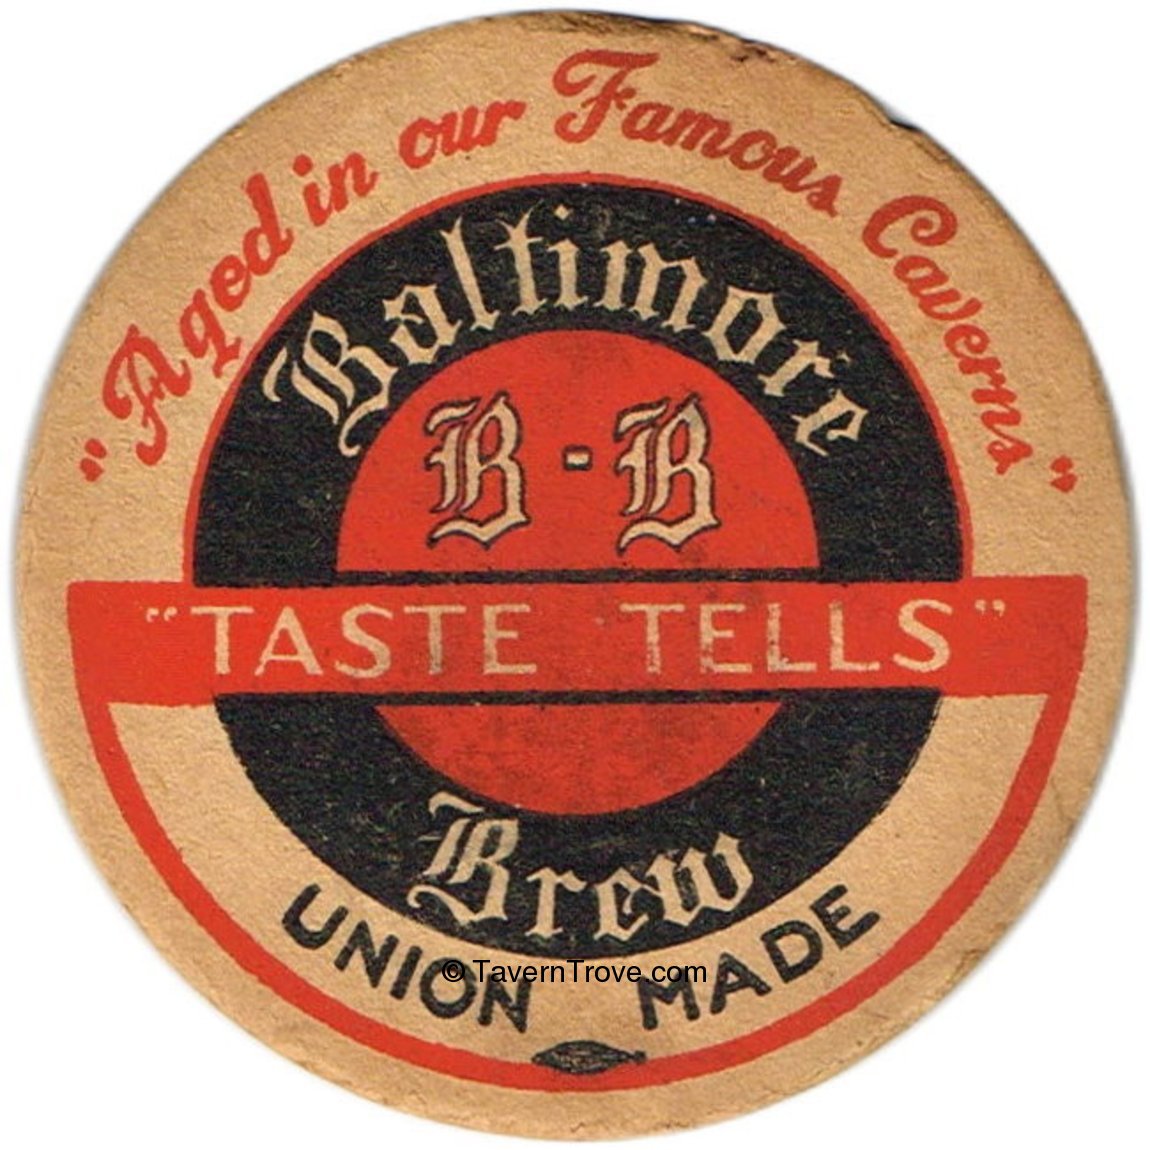 "Aged in our Famous Caverns"
Baltimore
B-B
"TASTE TELLS"
Brew
UNION MADE
© TavernTrove.com